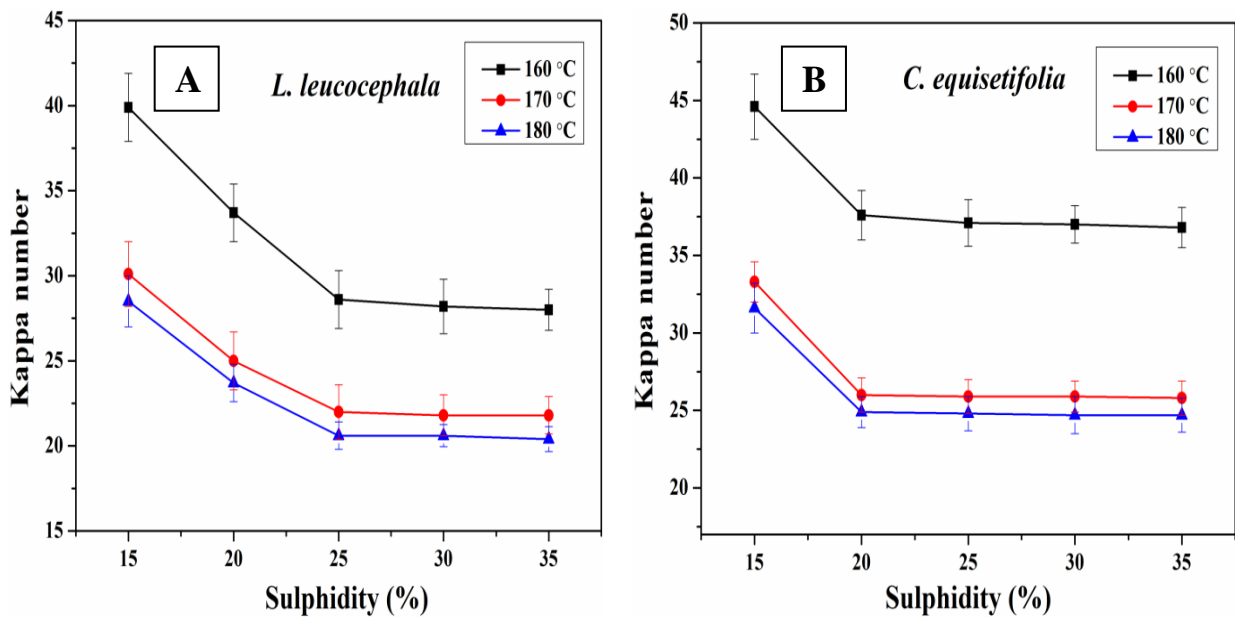 A
L. leucocephala
160 °C
170 °C
180 °C
Kappa number
45
40
35
30
25
20
15
15 20 25 30 35
Sulphidity (%)
B
C. equisetifolia
160 °C
170 °C
180 °C
Kappa number
50
45
40
35
30
25
20
15 20 25 30 35
Sulphidity (%)